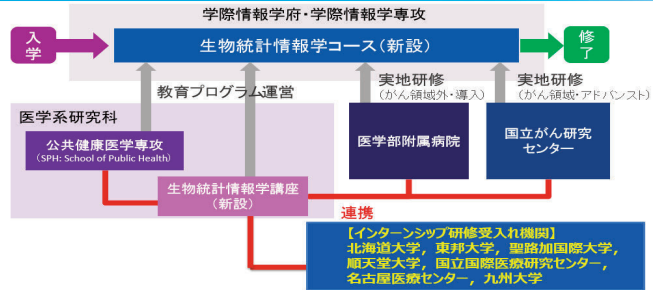 学際情報学府・学際情報学専攻
入
学
生物統計情報学コース(新設)
修
了
教育プログラム運営
実地研修
(がん領域外・導入)
実地研修
(がん領域・アドバンスト)
医学系研究科
公共健康医学専攻
(SPH: School of Public Health)
医学部附属病院
国立がん研究
センター
生物統計情報学講座
(新設)
連携
【インターンシップ研修受入れ機関】
北海道大学, 東邦大学, 聖路加国際大学,
順天堂大学, 国立国際医療研究センター,
名古屋医療センター, 九州大学